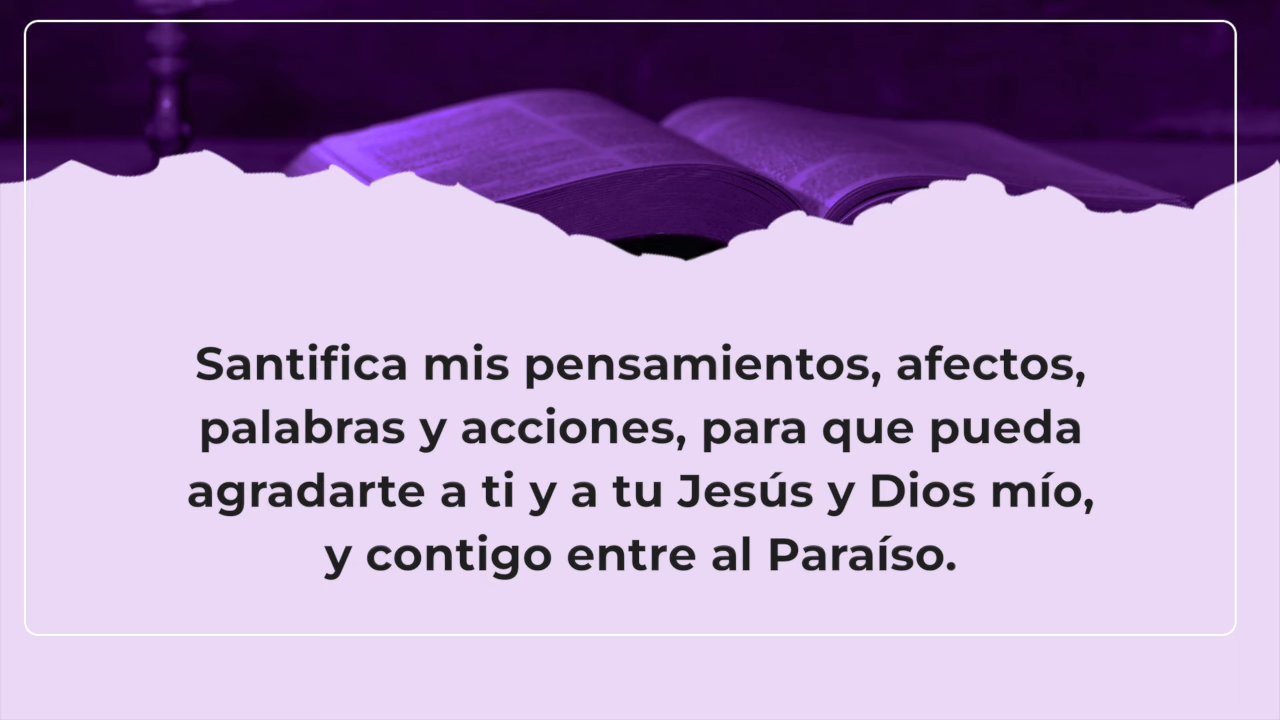 Santifica mis pensamientos, afectos,
palabras y acciones, para que pueda
agradarte a ti y a tu Jesús y Dios mío,
y contigo entre al Paraíso.